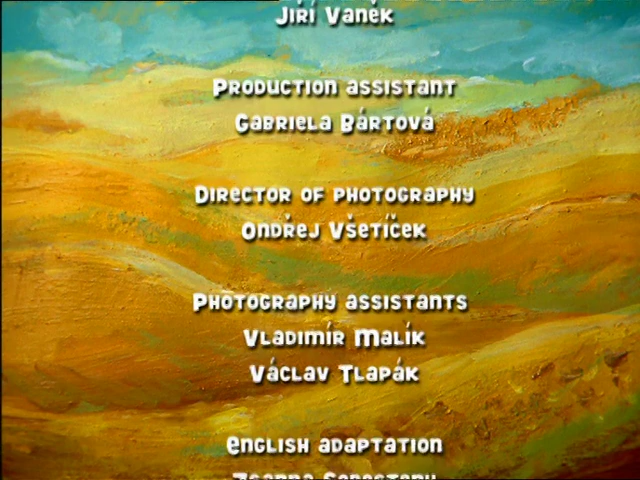 Jiří Vaněk
Production assistant
Gabriela Bártová
Director of photography
Ondřej Všetíček
Photography assistants
Vladimír Malík
Václav Tlapák
English adaptation